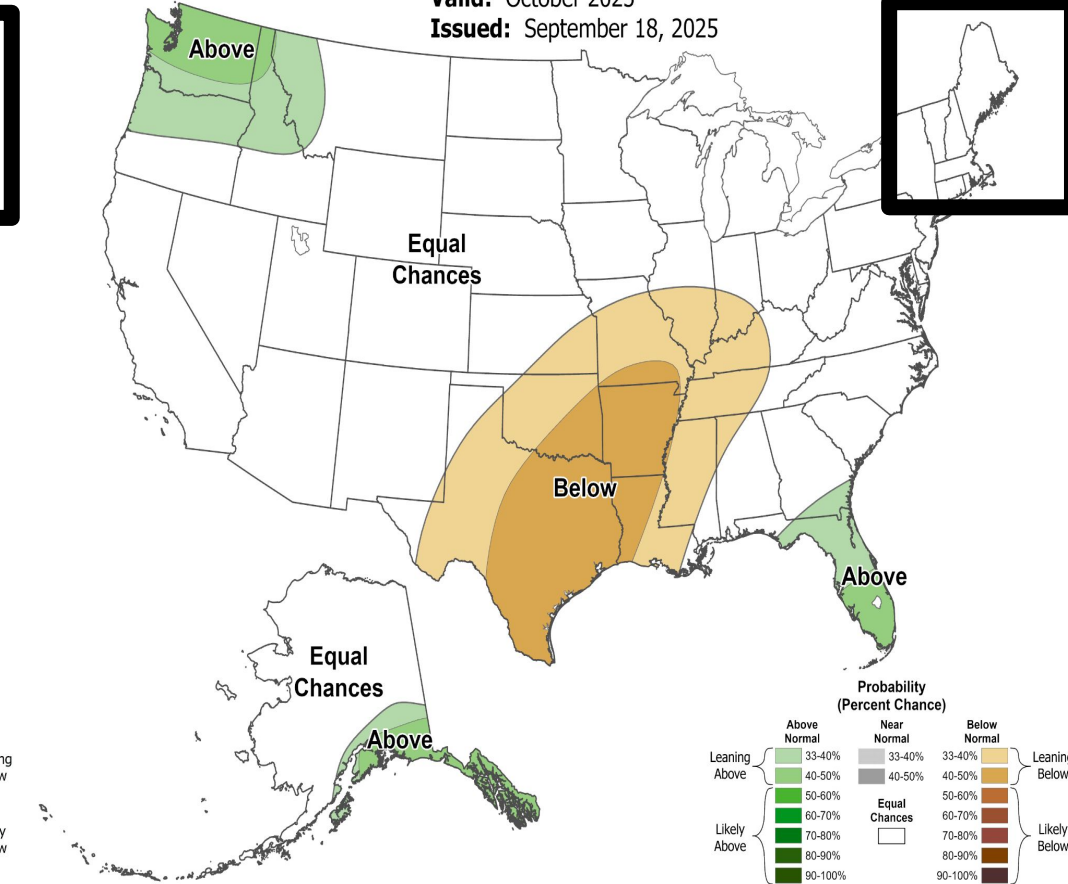 Valid: October 2025
Issued: September 18, 2025
Above
Equal
Chances
Below
Above
Equal
Chances
Above
Probability
(Percent Chance)
Above
Normal
Near
Normal
Below
Normal
Leaning
Above
33-40%
40-50%
33-40%
40-50%
33-40%
40-50%
Leaning
Below
Likely
Above
50-60%
60-70%
70-80%
80-90%
90-100%
Equal
Chances
50-60%
60-70%
70-80%
80-90%
90-100%
Likely
Below